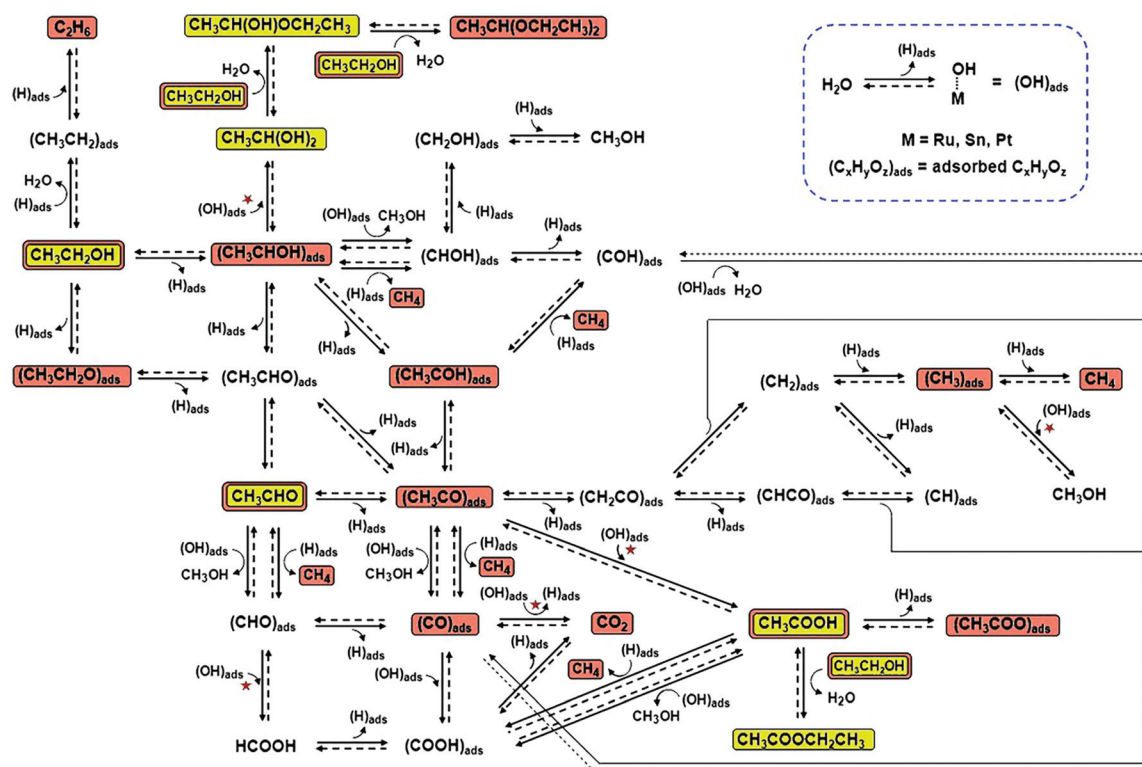 C2H6
CH3CH(OH)OCH2CH3
CH3CH2OH
H2O
CH3CH(OCH2CH3)2
H2O
CH3CH2OH
(H)ads
H2O
(H)ads
OH
M
= (OH)ads
M = Ru, Sn, Pt
(CxHyOz)ads = adsorbed CxHyOz
(CH3CH2)ads
CH3CH(OH)2
(CH2OH)ads
(H)ads
CH3OH
H2O
(H)ads
(OH)ads
(OH)ads
CH3OH
(H)ads
CH3CH2OH
(H)ads
(CH3CHOH)ads
(H)ads
CH4
(CHOH)ads
(H)ads
(COH)ads
(OH)ads
H2O
(H)ads
(H)ads
(H)ads
CH4
(H)ads
(CH3CH2O)ads
(H)ads
(CH3CHO)ads
(CH3COH)ads
(CH2)ads
(H)ads
(CH3)ads
(H)ads
CH4
(H)ads
(H)ads
(H)ads
(OH)ads
CH3CHO
(H)ads
(CH3CO)ads
(H)ads
(CH2CO)ads
(H)ads
(CHCO)ads
(CH)ads
CH3OH
(OH)ads
CH3OH
(H)ads
CH4
(OH)ads
CH3OH
(H)ads
CH4
(OH)ads
(CHO)ads
(H)ads
(CO)ads
(OH)ads
(H)ads
CO2
CH3COOH
(H)ads
(CH3COO)ads
(OH)ads
(OH)ads
(H)ads
CH4
(H)ads
CH3OH
(OH)ads
CH3CH2OH
H2O
HCOOH
(H)ads
(COOH)ads
CH3COOCH2CH3